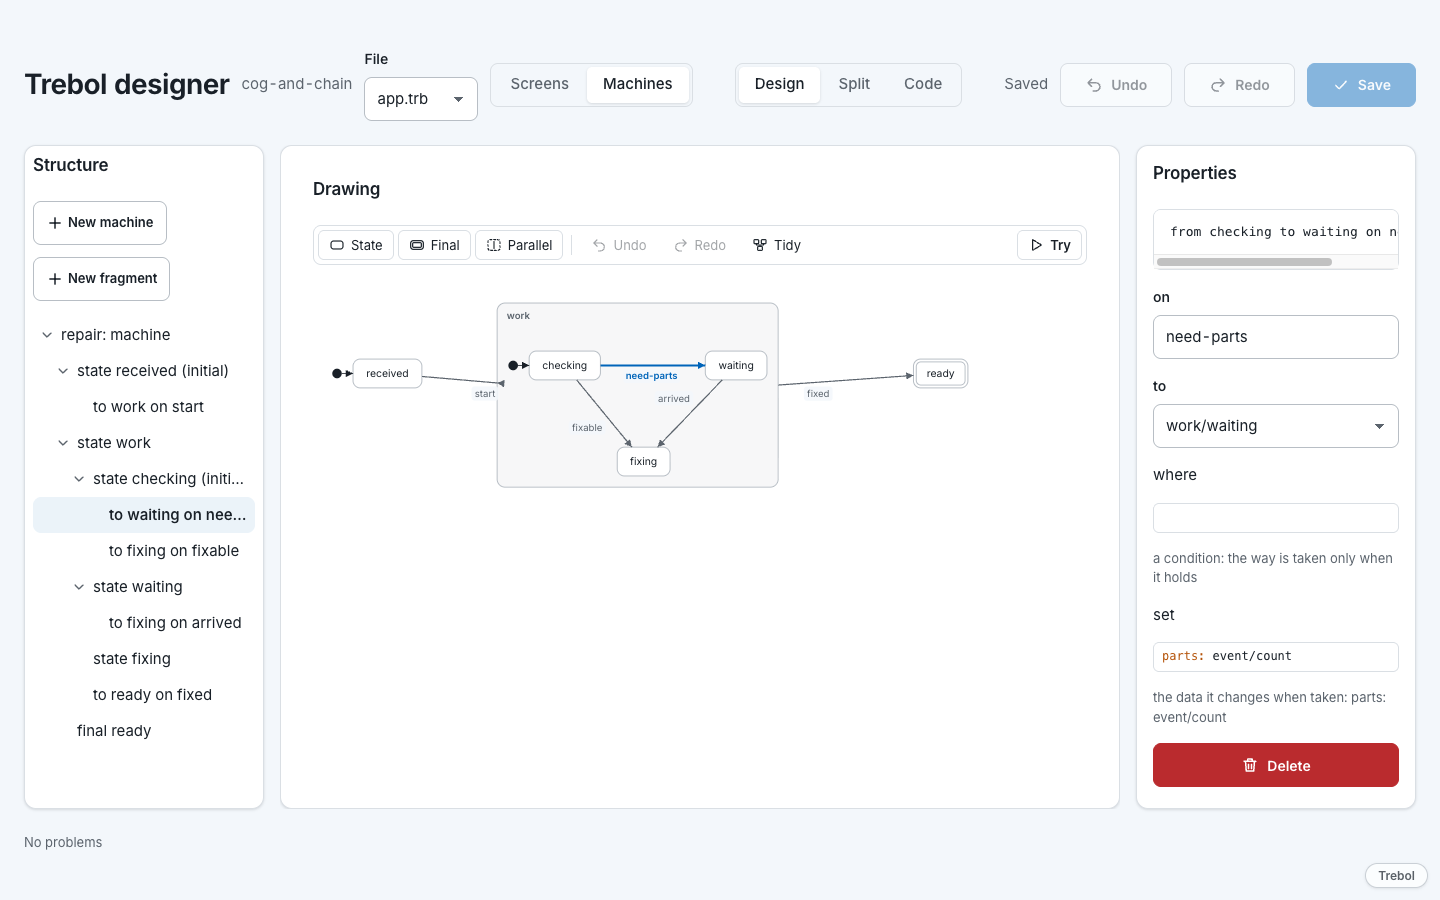 Trebol designer
cog-and-chain
File
app.trb
Screens
Machines
Design
Split
Code
Saved
Undo
Redo
Save
Structure
New machine
New fragment
repair: machine
state received (initial)
to work on start
state work
state checking (initi...
to waiting on nee...
to fixing on fixable
state waiting
to fixing on arrived
state fixing
to ready on fixed
final ready
Drawing
State
Final
Parallel
Undo
Redo
Tidy
Try
work
received
start
checking
need-parts
waiting
arrived
fixable
fixing
fixed
ready
Properties
from checking to waiting on n
on
need-parts
to
work/waiting
where
a condition: the way is taken only when
it holds
set
parts: event/count
the data it changes when taken: parts:
event/count
Delete
No problems
Trebol